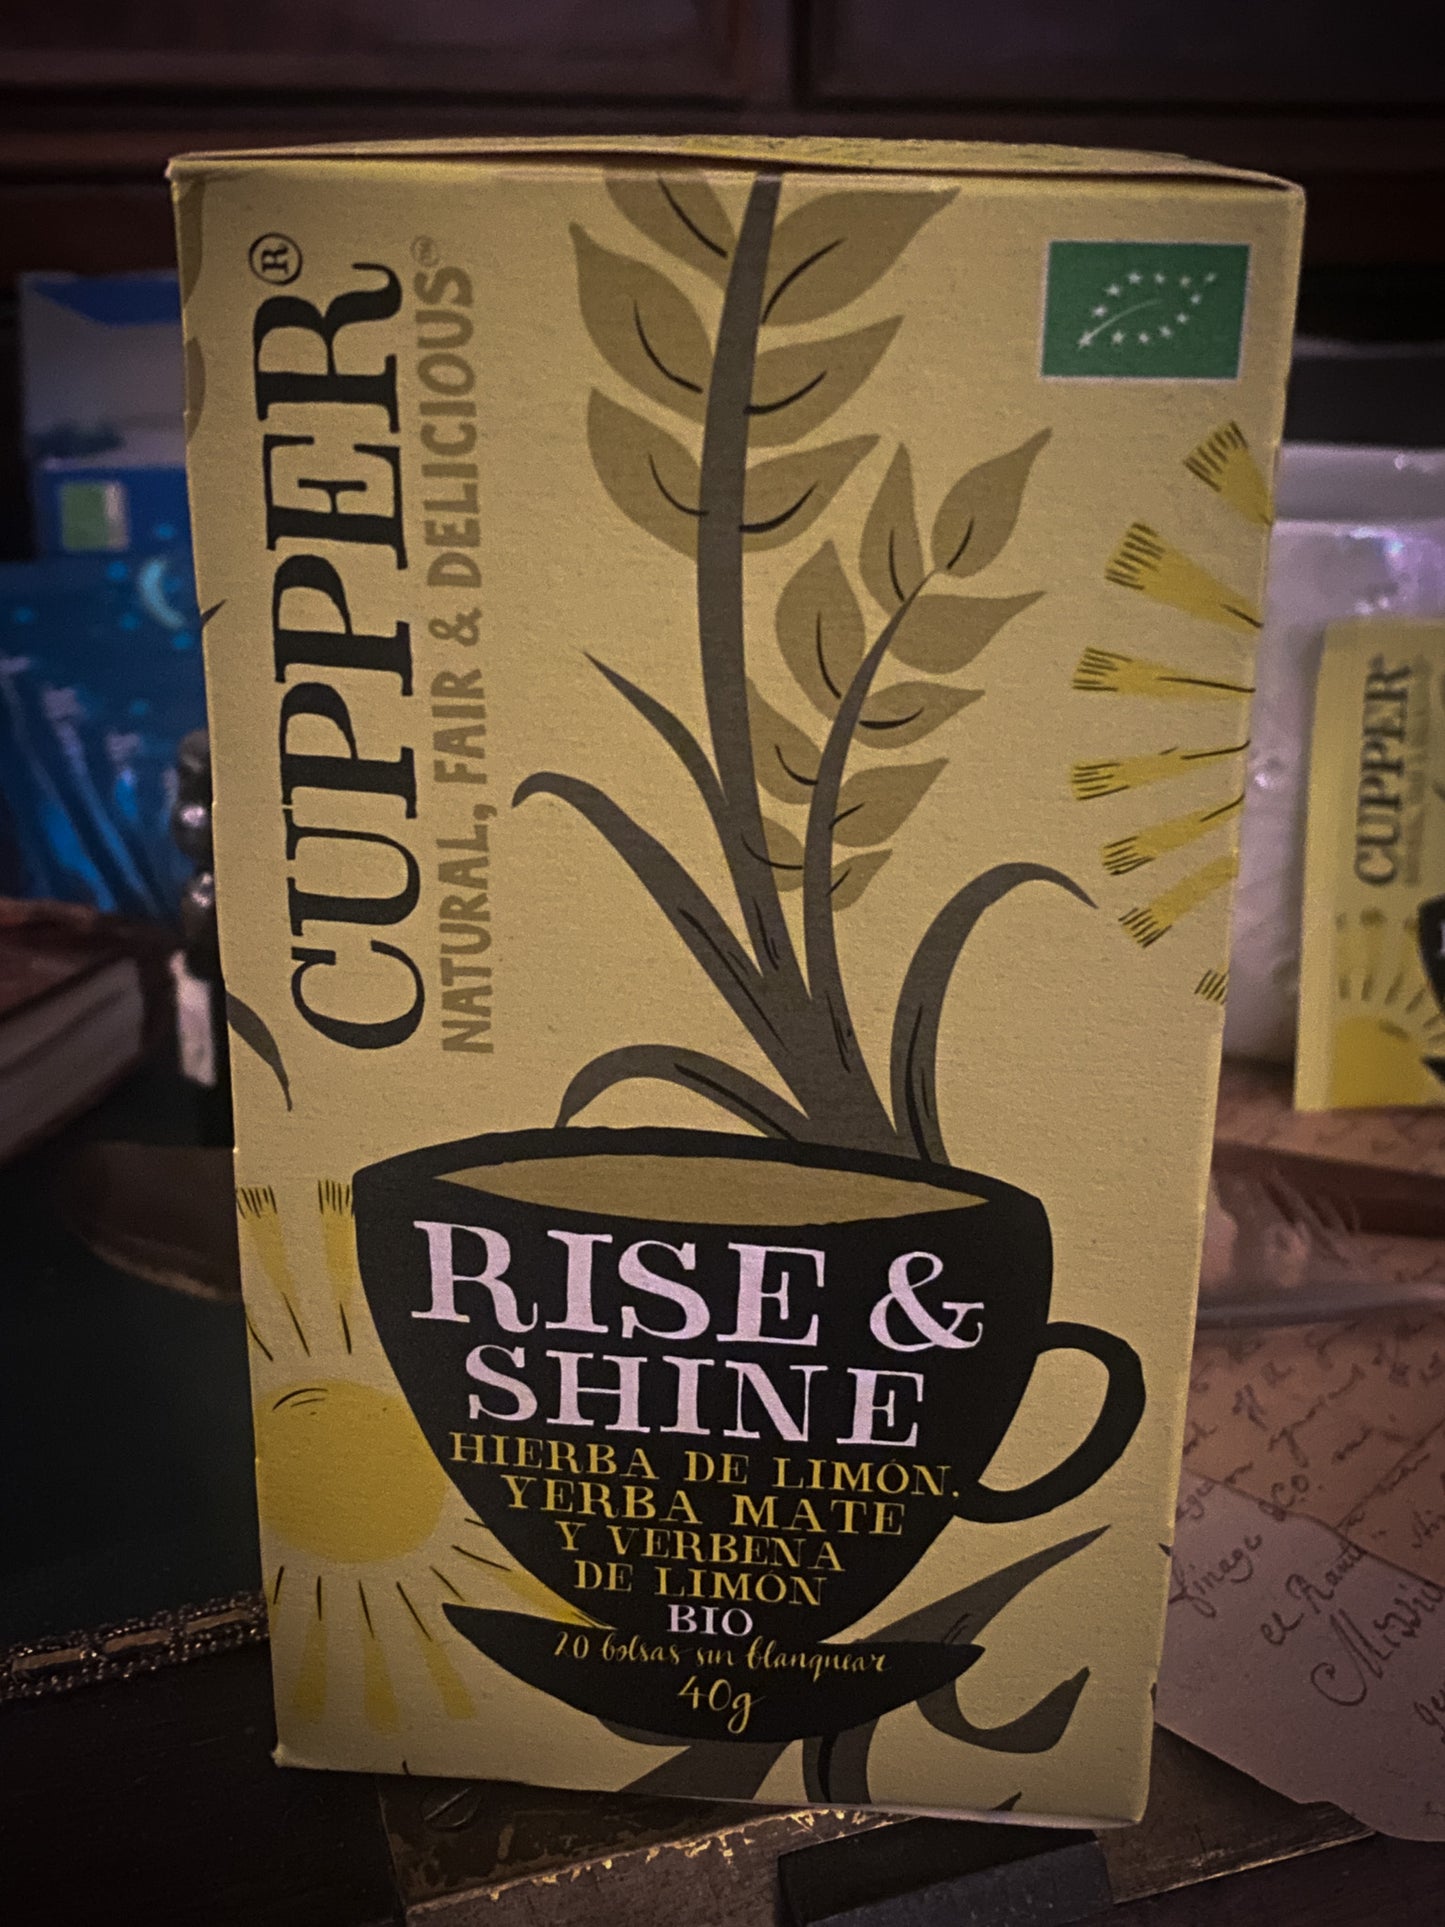 CUPPER®
NATURAL, FAIR & DELICIOUS
RISE &
SHINE
HIERBA DE LIMÓN.
YERBA MATE
Y VERBENA
DE LIMÓN
BIO
20 bolsas sin blanquear
40g
CUPPER